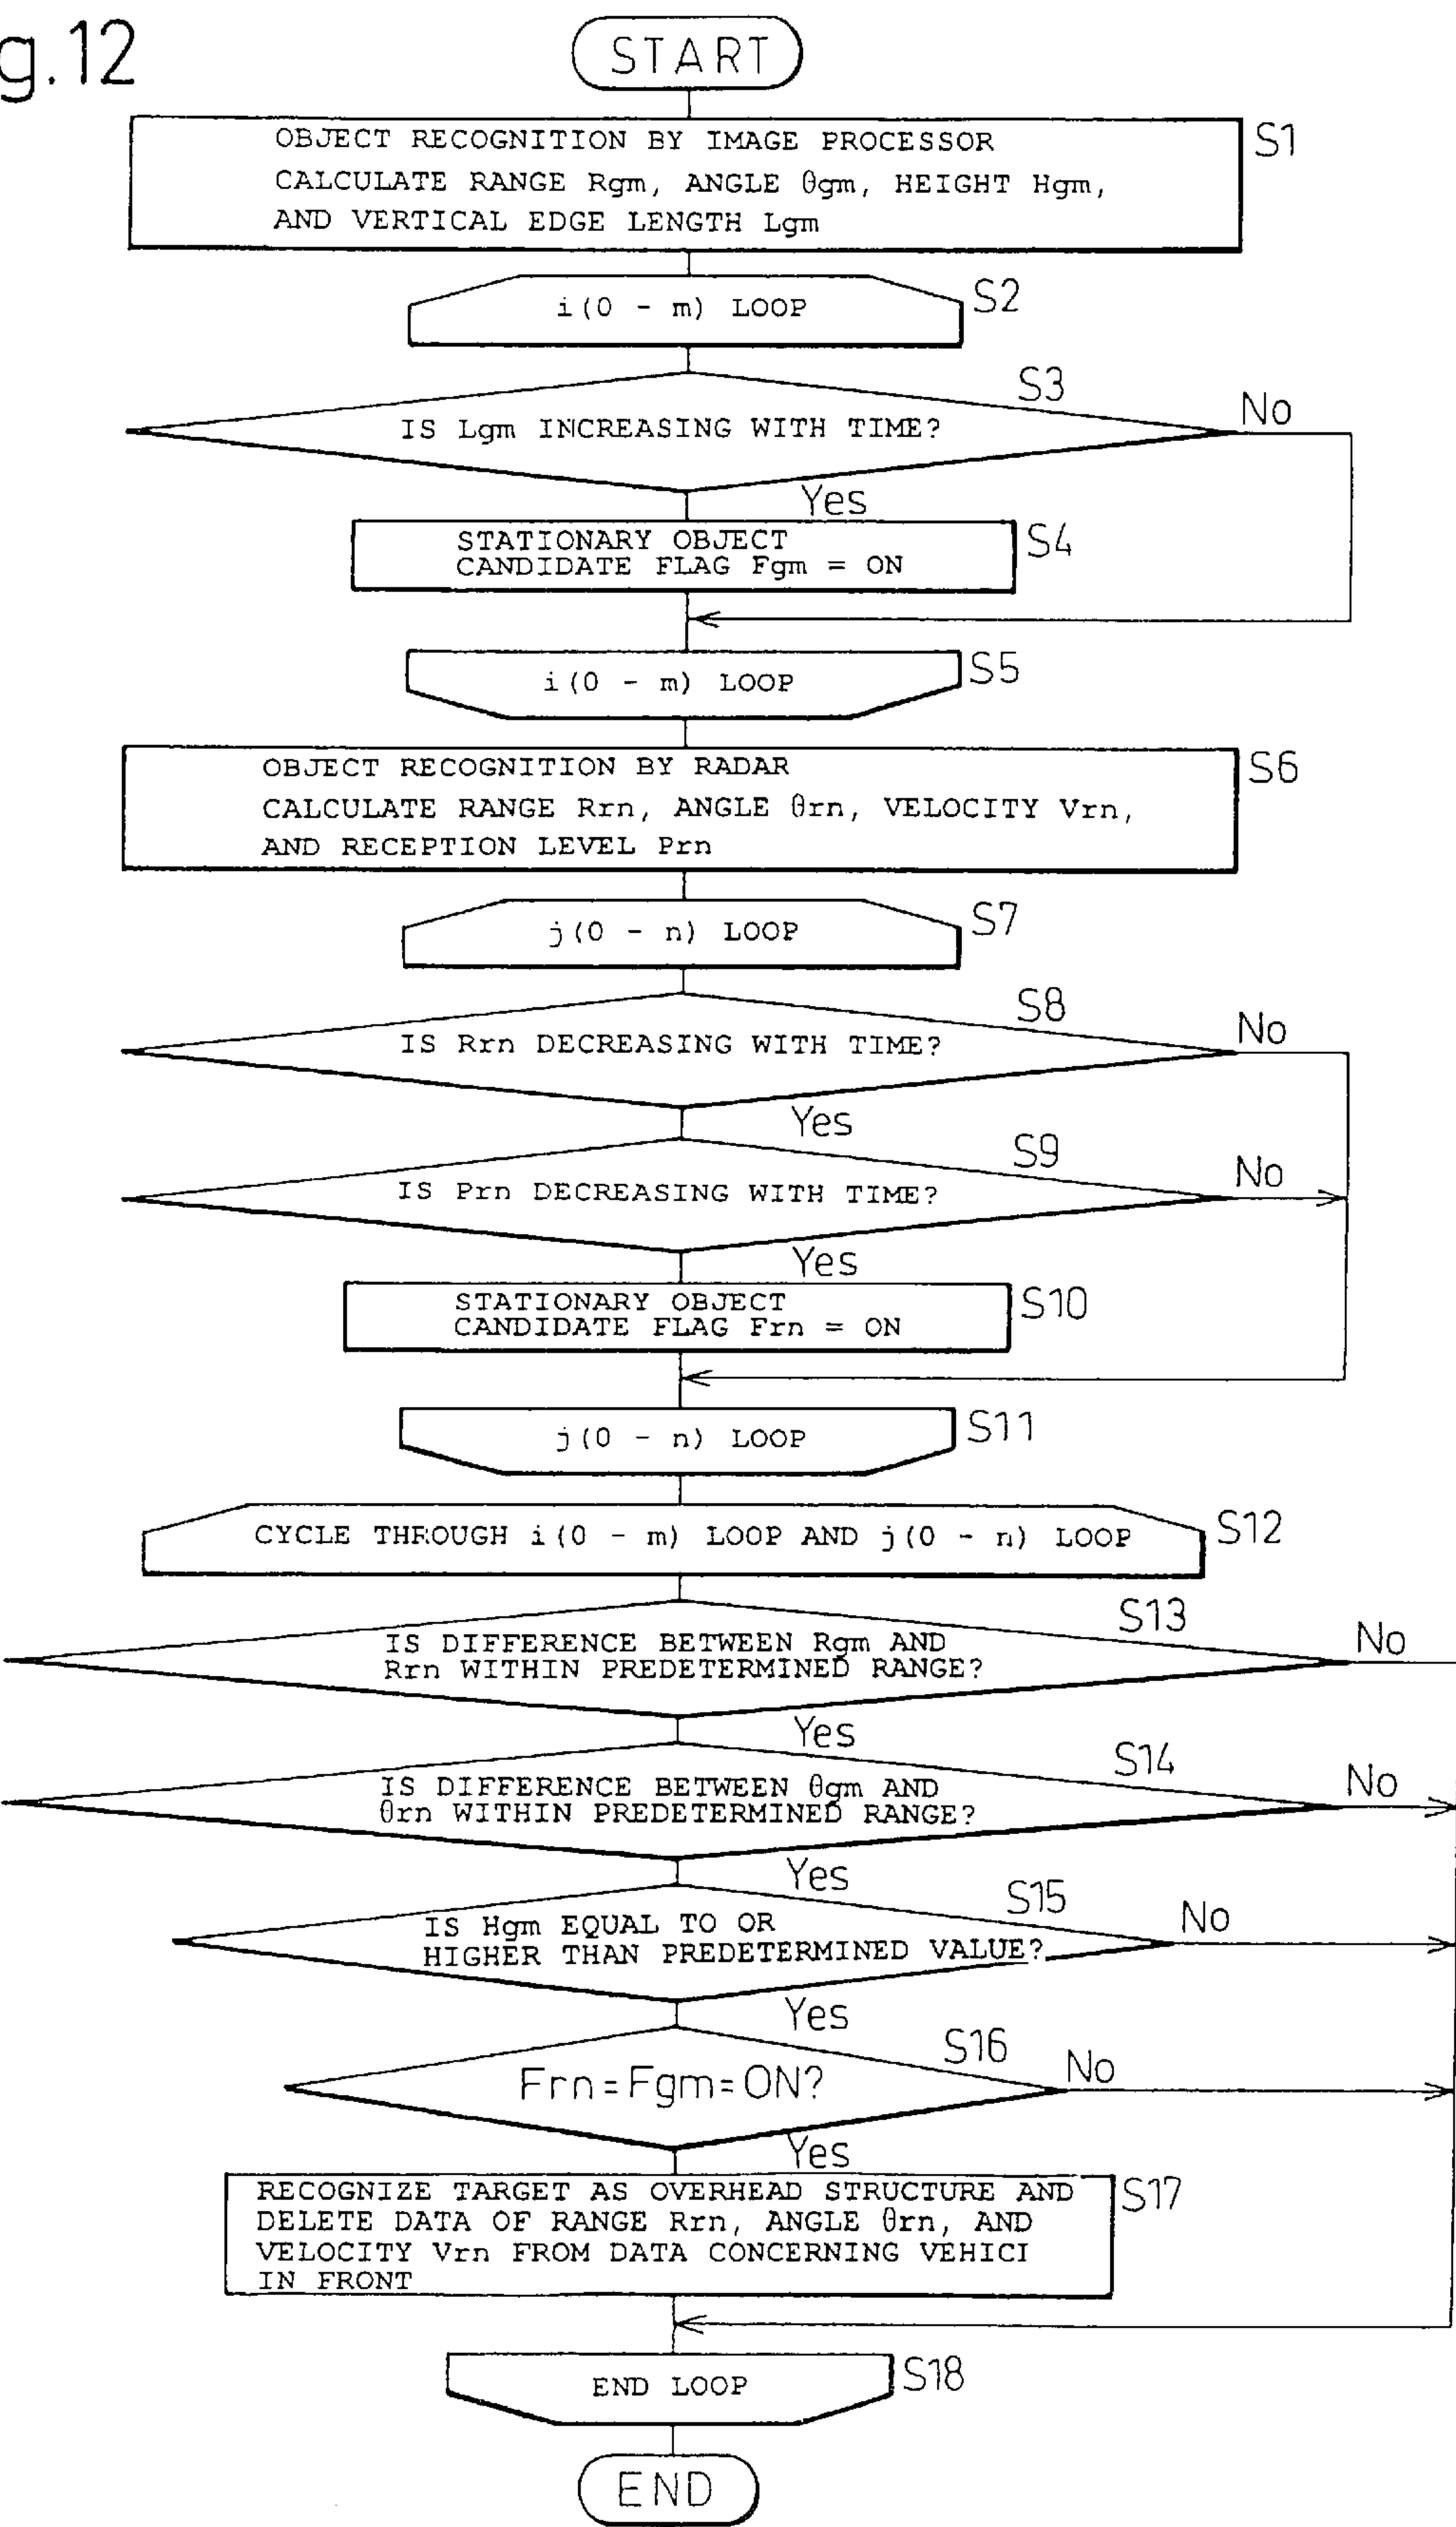 g.12
START
OBJECT RECOGNITION BY IMAGE PROCESSOR
CALCULATE RANGE Rgm, ANGLE θgm, HEIGHT Hgm,
AND VERTICAL EDGE LENGTH Lgm
S1
i(0 - m) LOOP
S2
IS Lgm INCREASING WITH TIME?
S3
No
Yes
STATIONARY OBJECT
CANDIDATE FLAG Fgm = ON
S4
i(0 - m) LOOP
S5
OBJECT RECOGNITION BY RADAR
CALCULATE RANGE Rrn, ANGLE θrn, VELOCITY Vrn,
AND RECEPTION LEVEL Prn
S6
j(0 - n) LOOP
S7
IS Rrn DECREASING WITH TIME?
S8
No
Yes
IS Prn DECREASING WITH TIME?
S9
No
Yes
STATIONARY OBJECT
CANDIDATE FLAG Frn = ON
S10
j(0 - n) LOOP
S11
CYCLE THROUGH i(0 - m) LOOP AND j(0 - n) LOOP
S12
IS DIFFERENCE BETWEEN Rgm AND
Rrn WITHIN PREDETERMINED RANGE?
S13
No
Yes
IS DIFFERENCE BETWEEN θgm AND
θrn WITHIN PREDETERMINED RANGE?
S14
No
Yes
IS Hgm EQUAL TO OR
HIGHER THAN PREDETERMINED VALUE?
S15
No
Yes
Frn=Fgm=ON?
S16
No
Yes
RECOGNIZE TARGET AS OVERHEAD STRUCTURE AND
DELETE DATA OF RANGE Rrn, ANGLE θrn, AND
VELOCITY Vrn FROM DATA CONCERNING VEHICI
IN FRONT
S17
END LOOP
S18
END